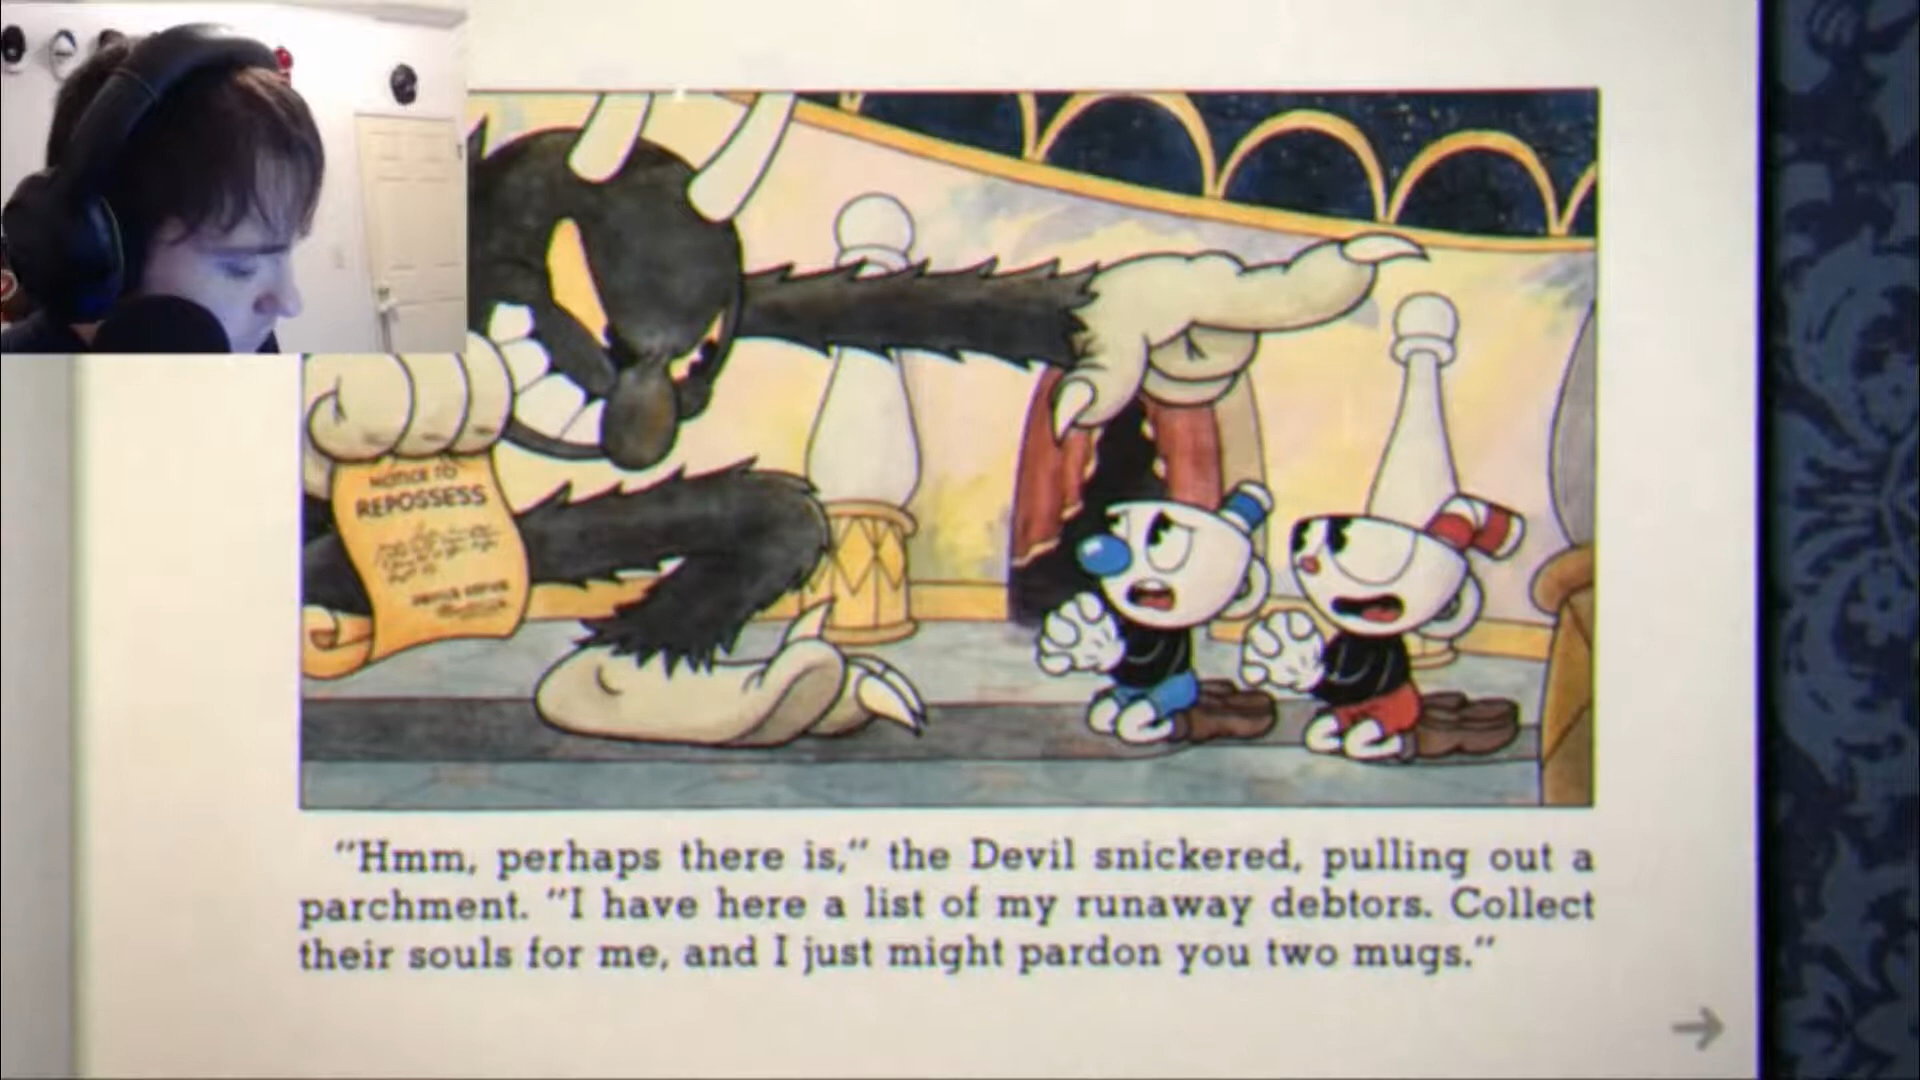 NOTICE TO
REPOSSESS
“Hmm, perhaps there is,” the Devil snickered, pulling out a
parchment. “I have here a list of my runaway debtors. Collect
their souls for me, and I just might pardon you two mugs.”